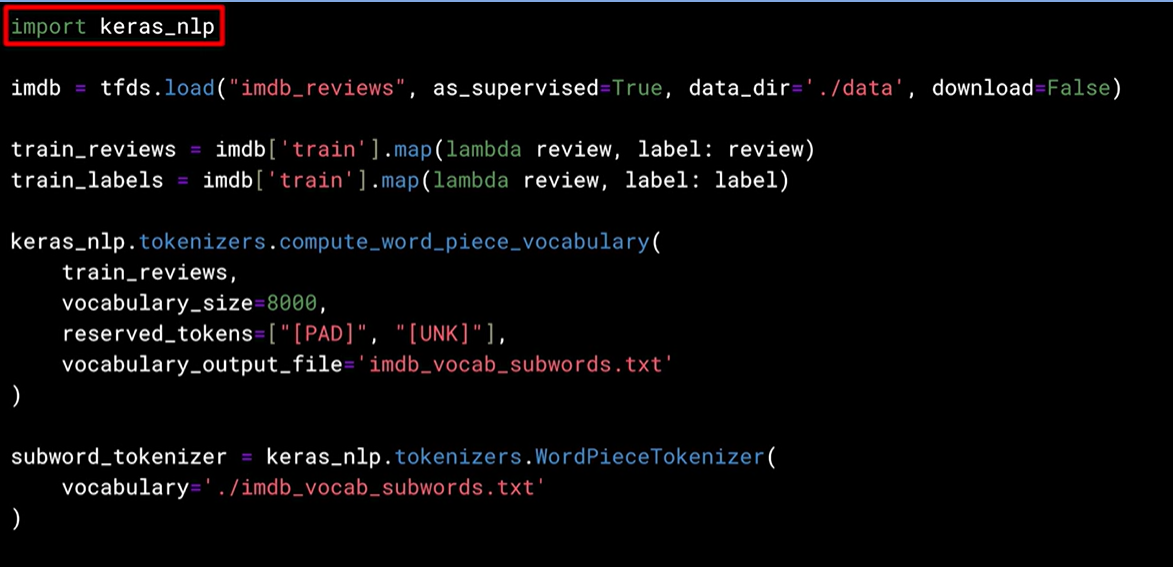 import keras_nlp
imdb = tfds.load("imdb_reviews", as_supervised=True, data_dir='./data', download=False)
train_reviews = imdb['train'].map(lambda review, label: review)
train_labels = imdb['train'].map(lambda review, label: label)
keras_nlp.tokenizers.compute_word_piece_vocabulary(
    train_reviews,
    vocabulary_size=8000,
    reserved_tokens=["[PAD]", "[UNK]"],
    vocabulary_output_file='imdb_vocab_subwords.txt'
)
subword_tokenizer = keras_nlp.tokenizers.WordPieceTokenizer(
    vocabulary='./imdb_vocab_subwords.txt'
)